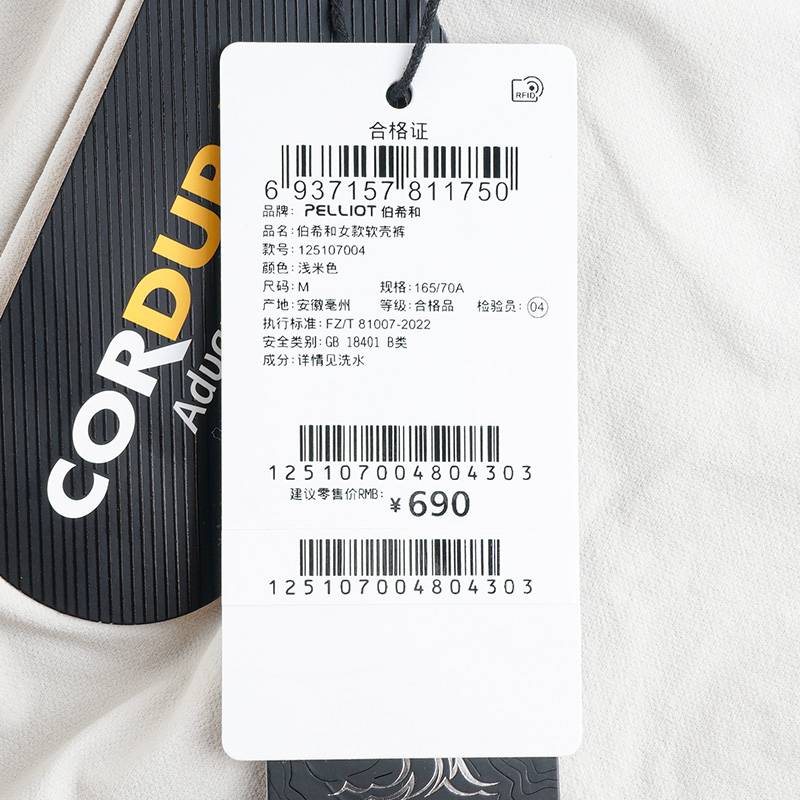 RFID
合格证
6 937157 811750
品牌: PELLIOT 伯希和
品名: 伯希和女款软壳裤
款号: 125107004
颜色: 浅米色
尺码: M 规格: 165/70A
产地: 安徽亳州 等级: 合格品 检验员: 04
执行标准: FZ/T 81007-2022
安全类别: GB 18401 B类
成分: 详情见洗水
125107004804303
建议零售价RMB: ¥690
125107004804303
CORDUR